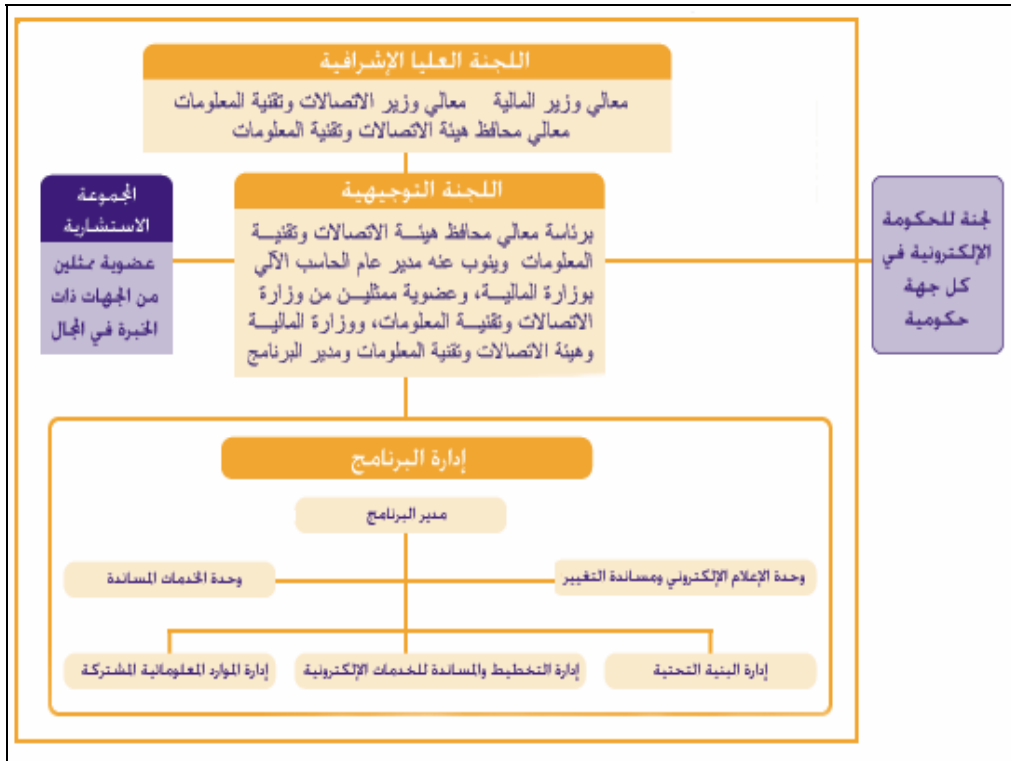 اللجنة العليا الإشرافية
معالي وزير المالية معالي وزير الاتصالات وتقنية المعلومات
معالي محافظ هيئة الاتصالات وتقنية المعلومات
لجنة للحكومة
الإلكترونية في
كل جهة
حكومية
اللجنة التوجيهية
برئاسة معالي محافظ هيئة الاتصالات وتقنية
المعلومات وينوب عنه مدير عام الحاسب الآلي
بوزارة المالية، وعضوية ممثلين من وزارة
الاتصالات وتقنية المعلومات، ووزارة المالية
وهيئة الاتصالات وتقنية المعلومات ومدير البرنامج
المجموعة
الاستشارية
عضوية ممثلين
من الجهات ذات
الخبرة في المجال
إدارة البرنامج
مدير البرنامج
وحدة الإعلام الإلكتروني ومساندة التغيير
وحدة الخدمات المساندة
إدارة البنية التحتية
إدارة التخطيط والمساندة للخدمات الإلكترونية
إدارة الموارد المعلوماتية المشتركة